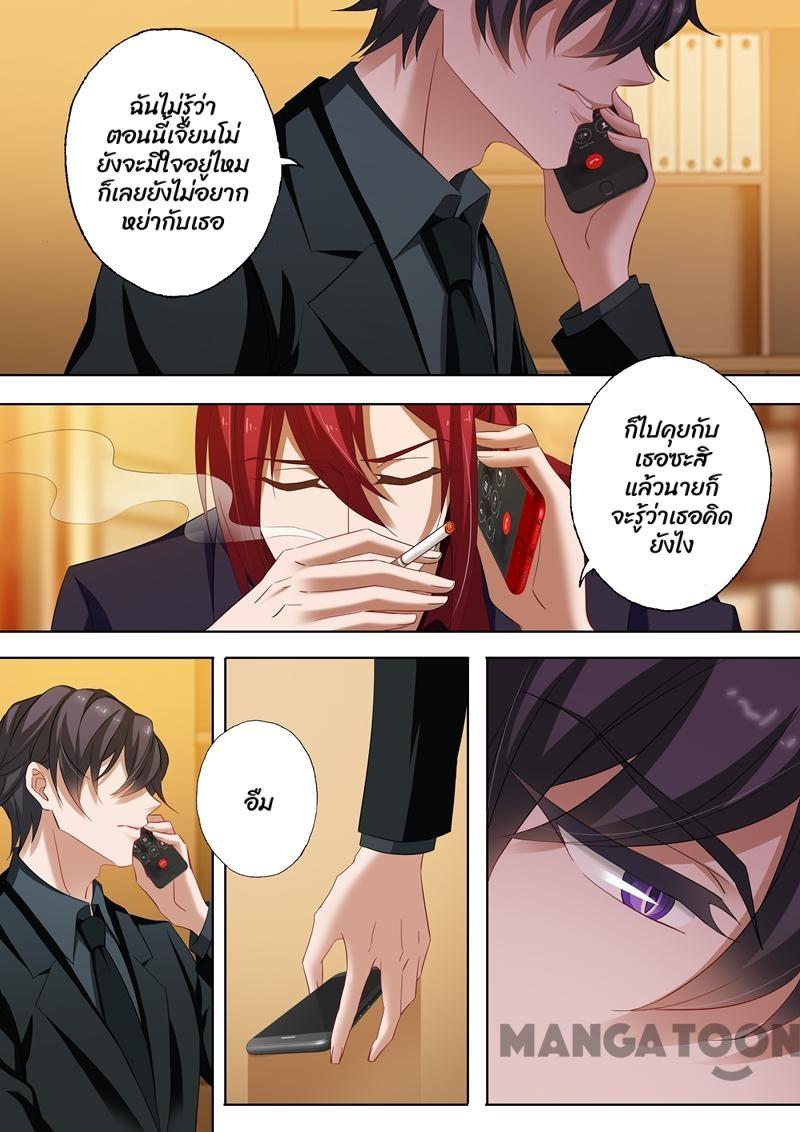 ฉันไม่รู้ว่า
ตอนนี้เจี่ยนโม่
ยังจะมีใจอยู่ไหม
ก็เลยยังไม่อยาก
หย่ากับเธอ
ก็ไปคุยกับ
เธอซะสิ
แล้วนายก็
จะรู้ว่าเธอคิด
ยังไง
อืม
MANGATOON